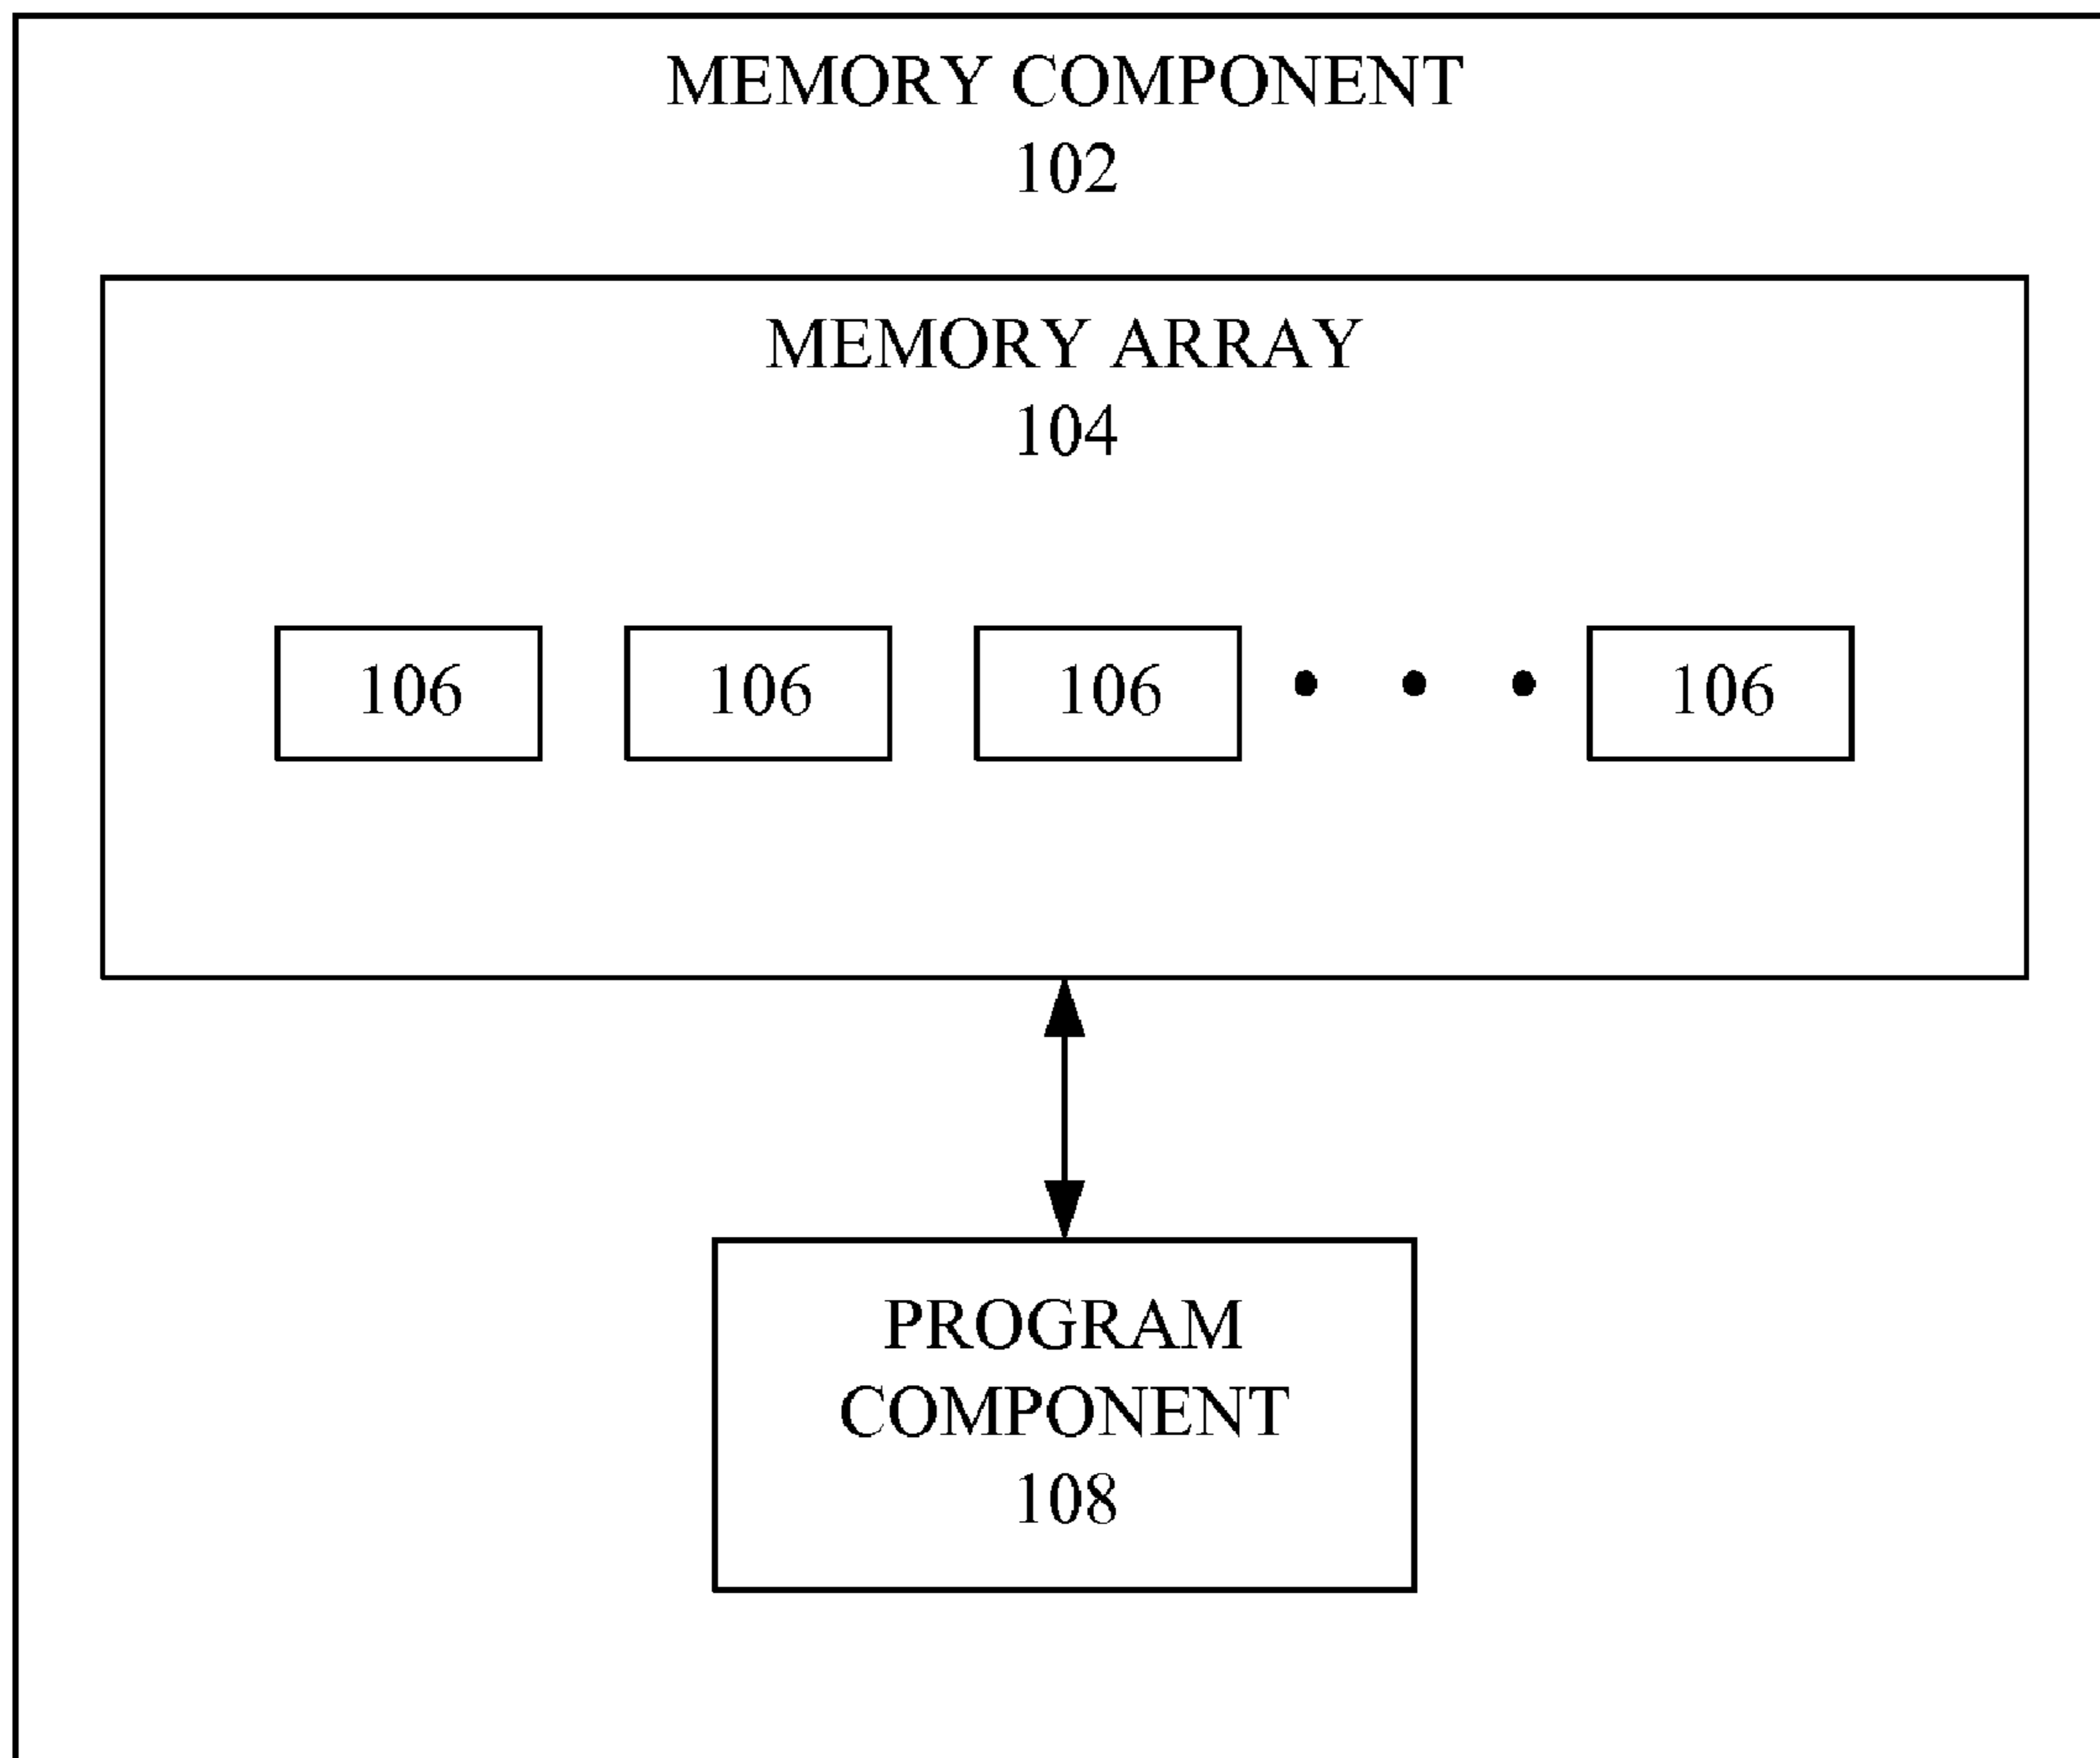 MEMORY COMPONENT
102
MEMORY ARRAY
104
106 106 106 • • • 106
PROGRAM
COMPONENT
108